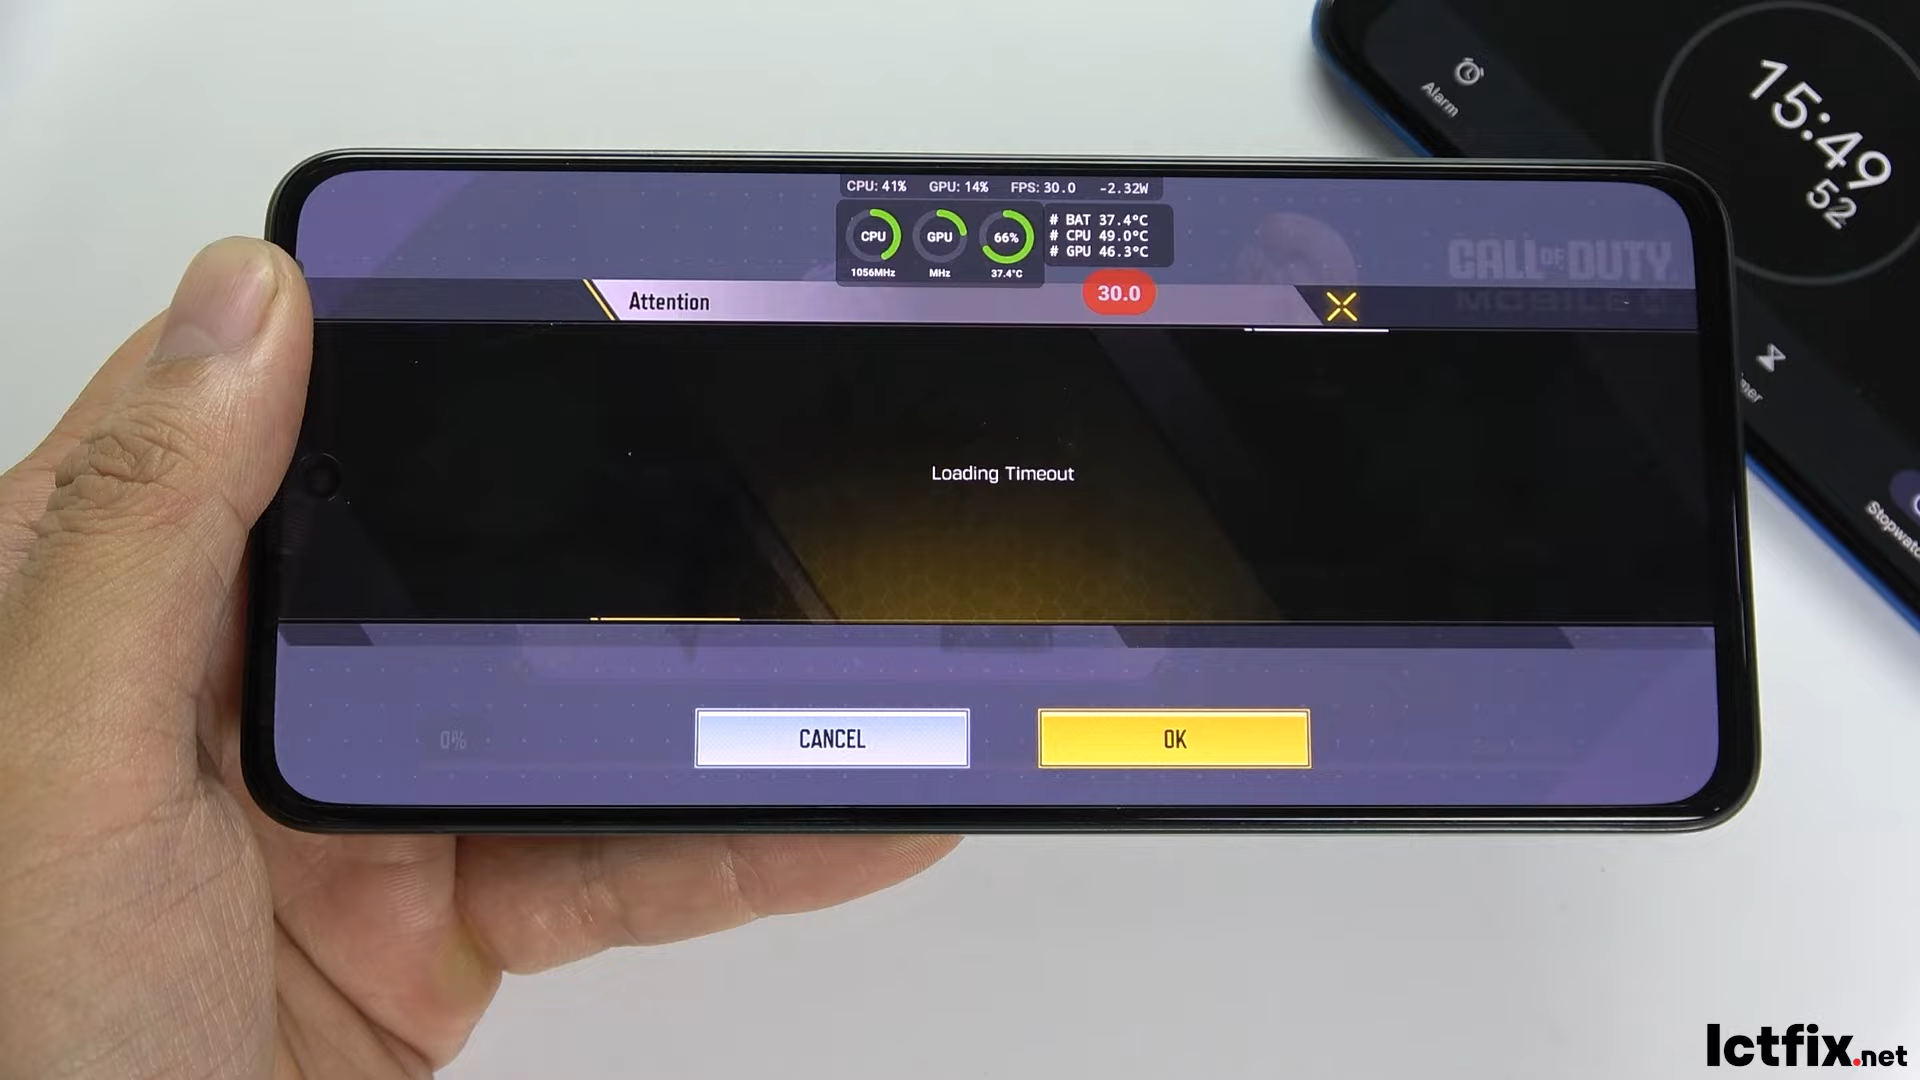 Alarm
15:49
52
CPU: 41% GPU: 14% FPS: 30.0 -2.32W
CPU
GPU
66%
# BAT 37.4°C
# CPU 49.0°C
# GPU 46.3°C
1056MHz
MHz
37.4°C
CALL OF DUTY
MOBILE
Attention
30.0
Loading Timeout
0%
CANCEL
OK
Ictfix.net